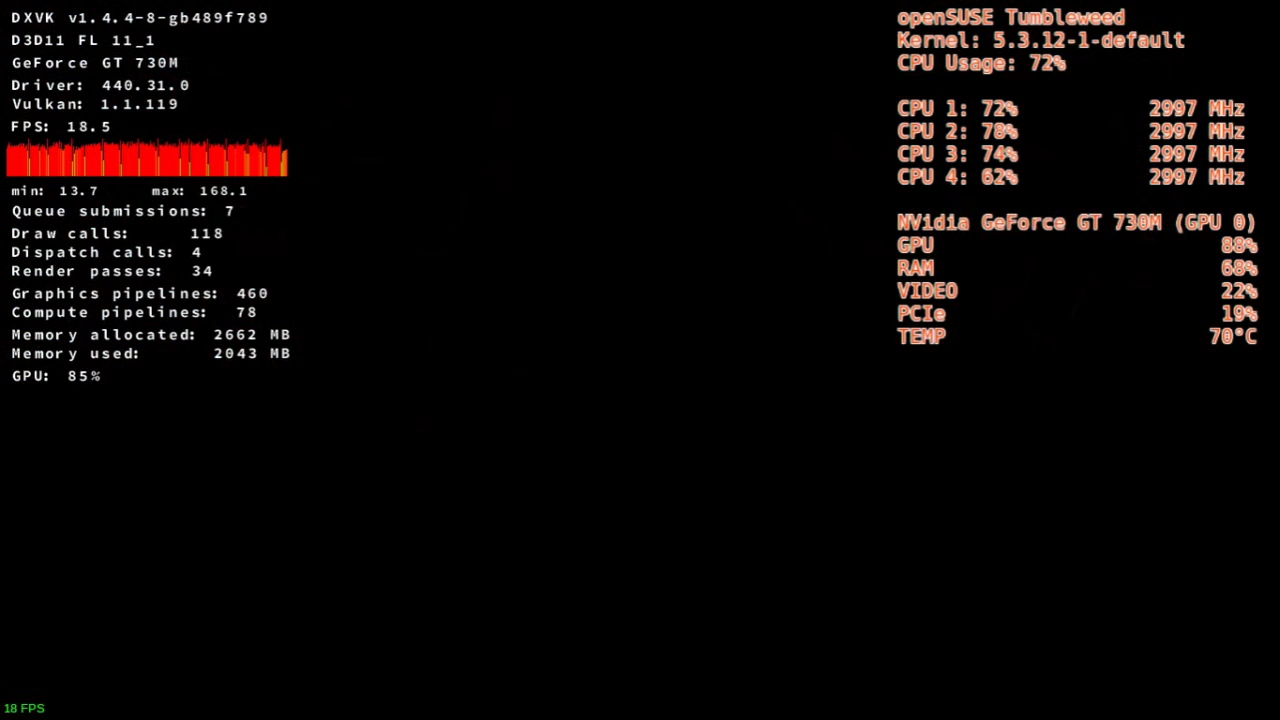 DXVK v1.4.4-8-gb489f789
D3D11 FL 11_1
GeForce GT 730M
Driver: 440.31.0
Vulkan: 1.1.119
FPS: 18.5
min: 13.7 max: 168.1
Queue submissions: 7
Draw calls: 118
Dispatch calls: 4
Render passes: 34
Graphics pipelines: 460
Compute pipelines: 78
Memory allocated: 2662 MB
Memory used: 2043 MB
GPU: 85%
openSUSE Tumbleweed
Kernel: 5.3.12-1-default
CPU Usage: 72%
CPU 1: 72% 2997 MHz
CPU 2: 78% 2997 MHz
CPU 3: 74% 2997 MHz
CPU 4: 62% 2997 MHz
NVidia GeForce GT 730M (GPU 0)
GPU 88%
RAM 68%
VIDEO 22%
PCIe 19%
TEMP 70°C
18 FPS